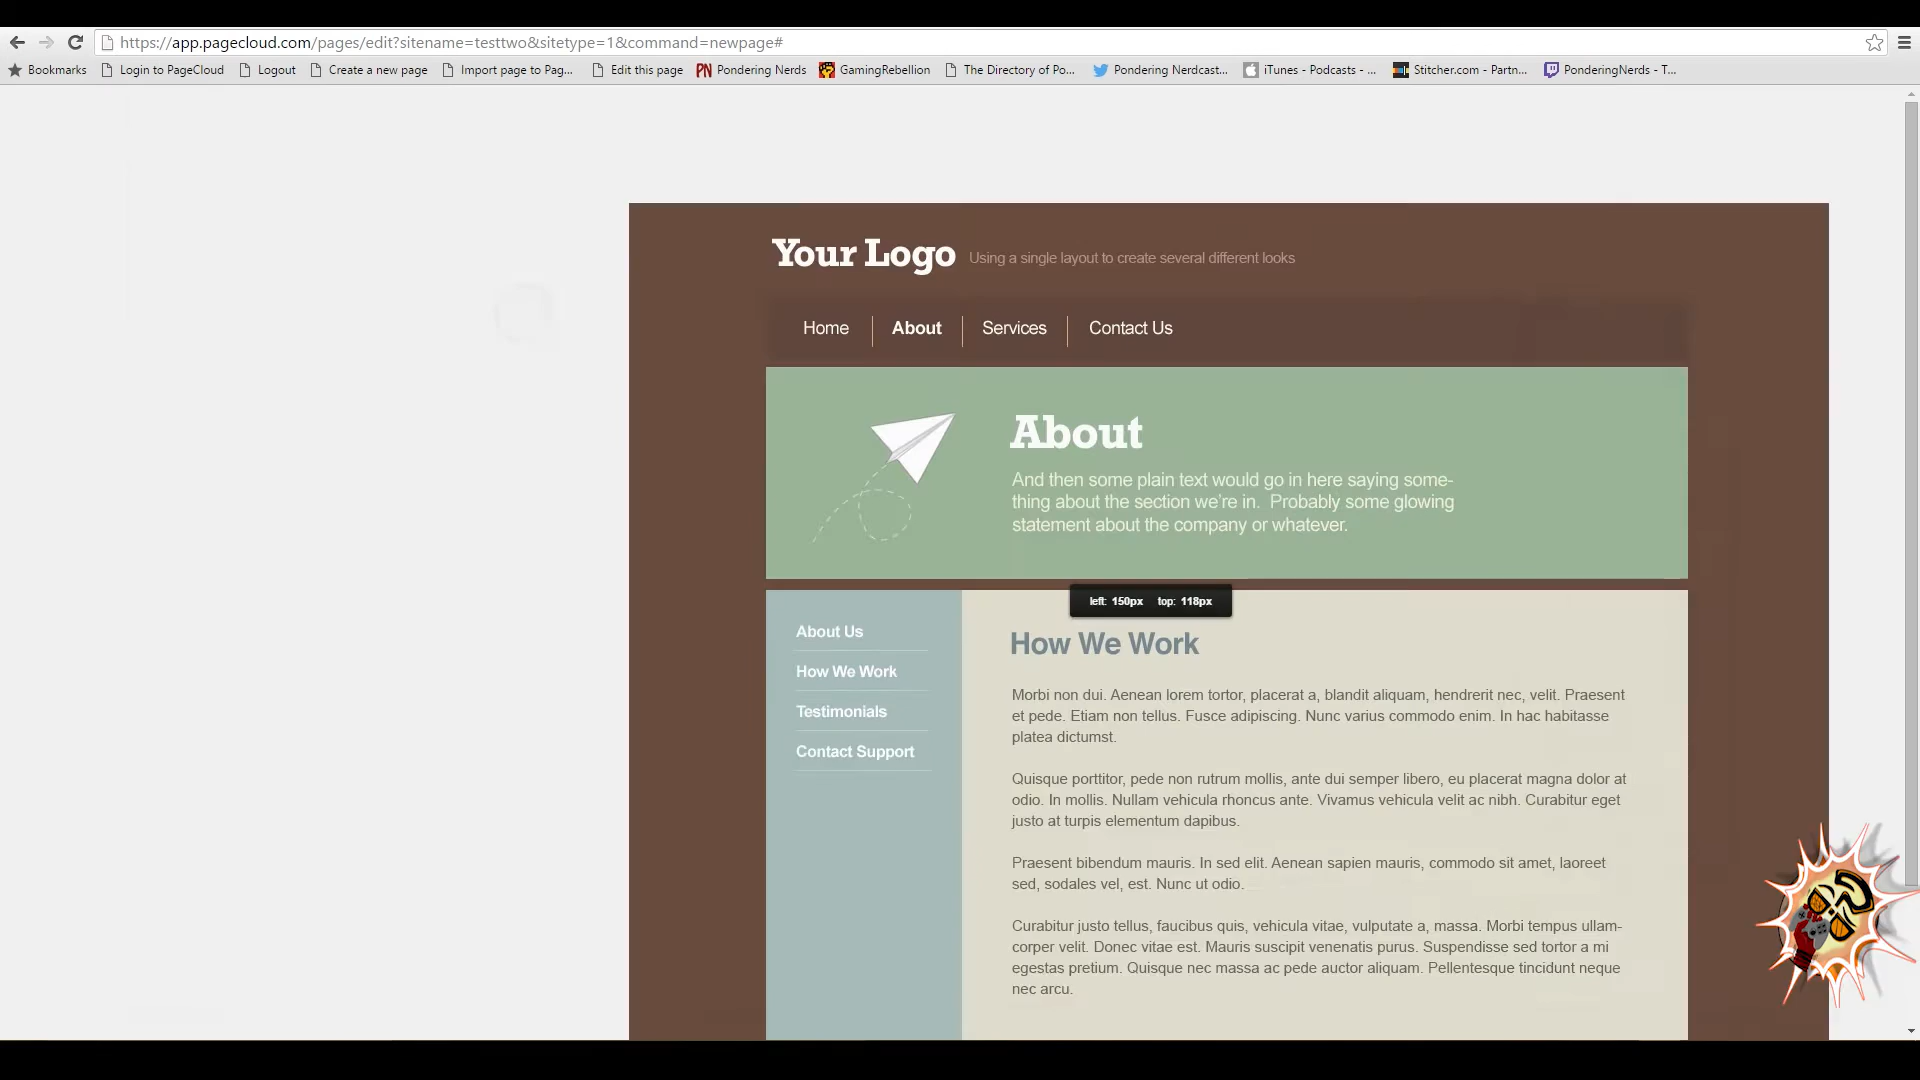 https://app.pagecloud.com/pages/edit?sitename=testtwo&sitetype=1&command=newpage#
Bookmarks Login to PageCloud Logout Create a new page Import page to Pag... Edit this page PN Pondering Nerds GamingRebellion The Directory of Po... Pondering Nerdcast... iTunes - Podcasts - ... Stitcher.com - Partn... PonderingNerds - T...
Your Logo Using a single layout to create several different looks
Home About Services Contact Us
About
And then some plain text would go in here saying some-
thing about the section we're in. Probably some glowing
statement about the company or whatever.
left: 150px top: 118px
About Us
How We Work
Testimonials
Contact Support
How We Work
Morbi non dui. Aenean lorem tortor, placerat a, blandit aliquam, hendrerit nec, velit. Praesent
et pede. Etiam non tellus. Fusce adipiscing. Nunc varius commodo enim. In hac habitasse
platea dictumst.
Quisque porttitor, pede non rutrum mollis, ante dui semper libero, eu placerat magna dolor at
odio. In mollis. Nullam vehicula rhoncus ante. Vivamus vehicula velit ac nibh. Curabitur eget
justo at turpis elementum dapibus.
Praesent bibendum mauris. In sed elit. Aenean sapien mauris, commodo sit amet, laoreet
sed, sodales vel, est. Nunc ut odio.
Curabitur justo tellus, faucibus quis, vehicula vitae, vulputate a, massa. Morbi tempus ullam-
corper velit. Donec vitae est. Mauris suscipit venenatis purus. Suspendisse sed tortor a mi
egestas pretium. Quisque nec massa ac pede auctor aliquam. Pellentesque tincidunt neque
nec arcu.